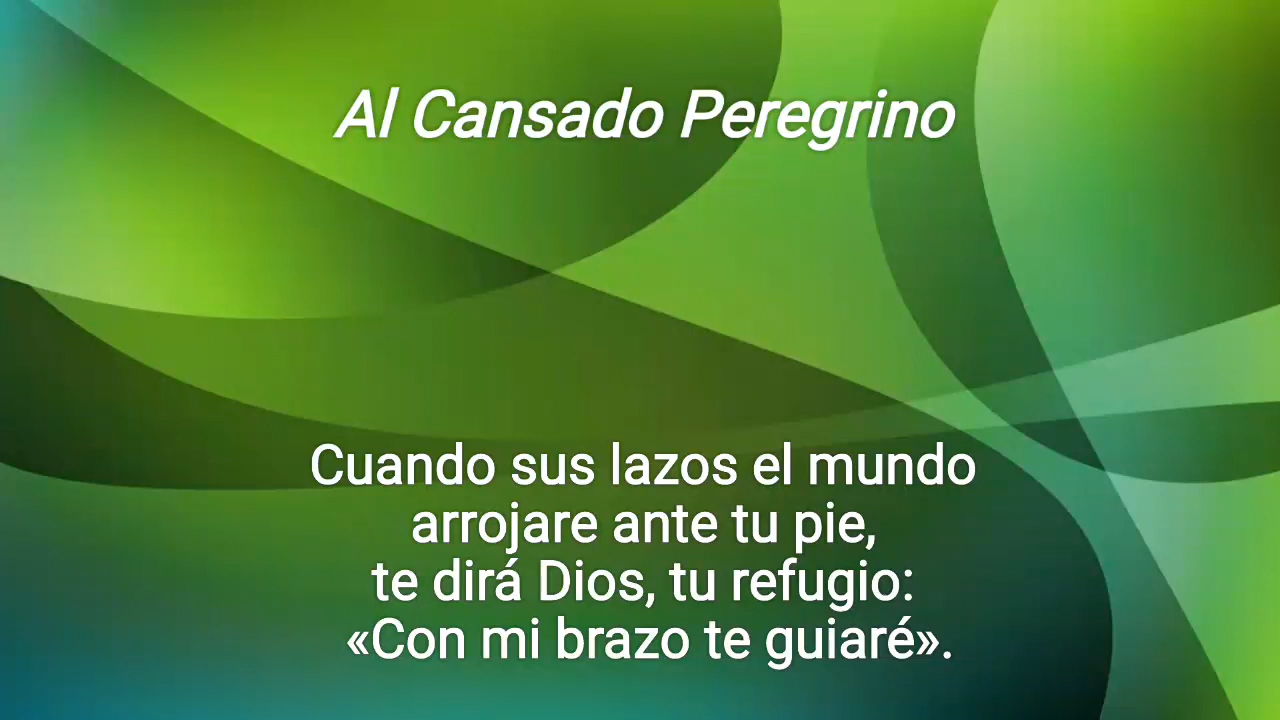 Al Cansado Peregrino
Cuando sus lazos el mundo
arrojare ante tu pie,
te dirá Dios, tu refugio:
«Con mi brazo te guiaré».